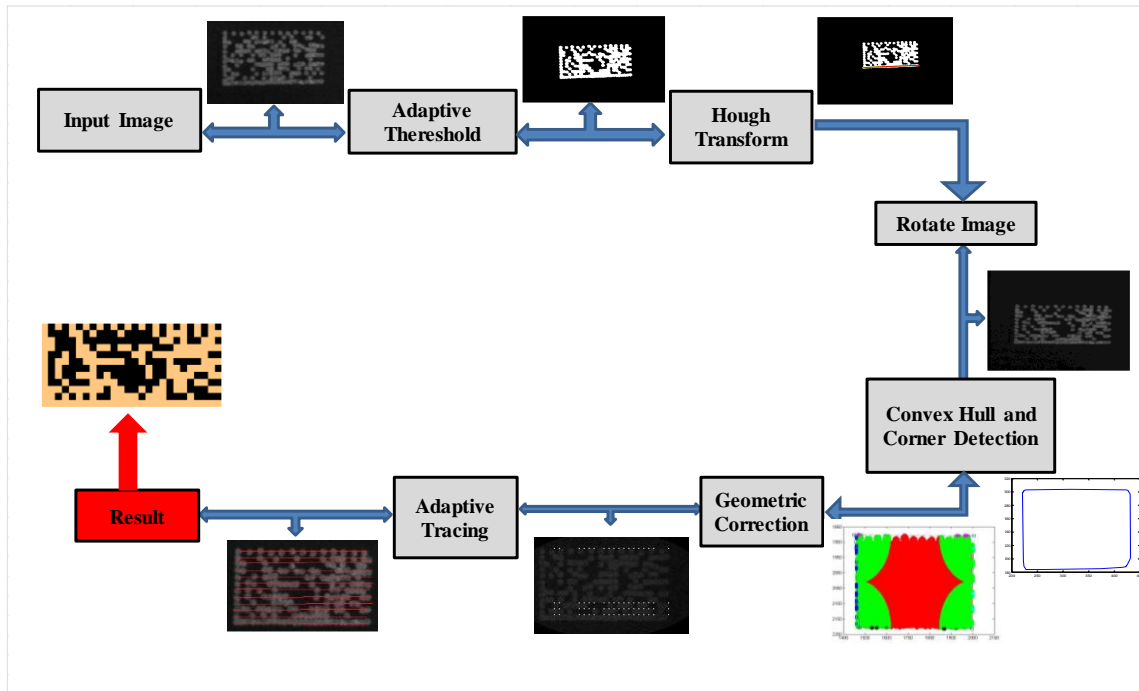 Input Image
Adaptive
Thereshold
Hough
Transform
Rotate Image
Convex Hull and
Corner Detection
Geometric
Correction
Adaptive
Tracing
Result